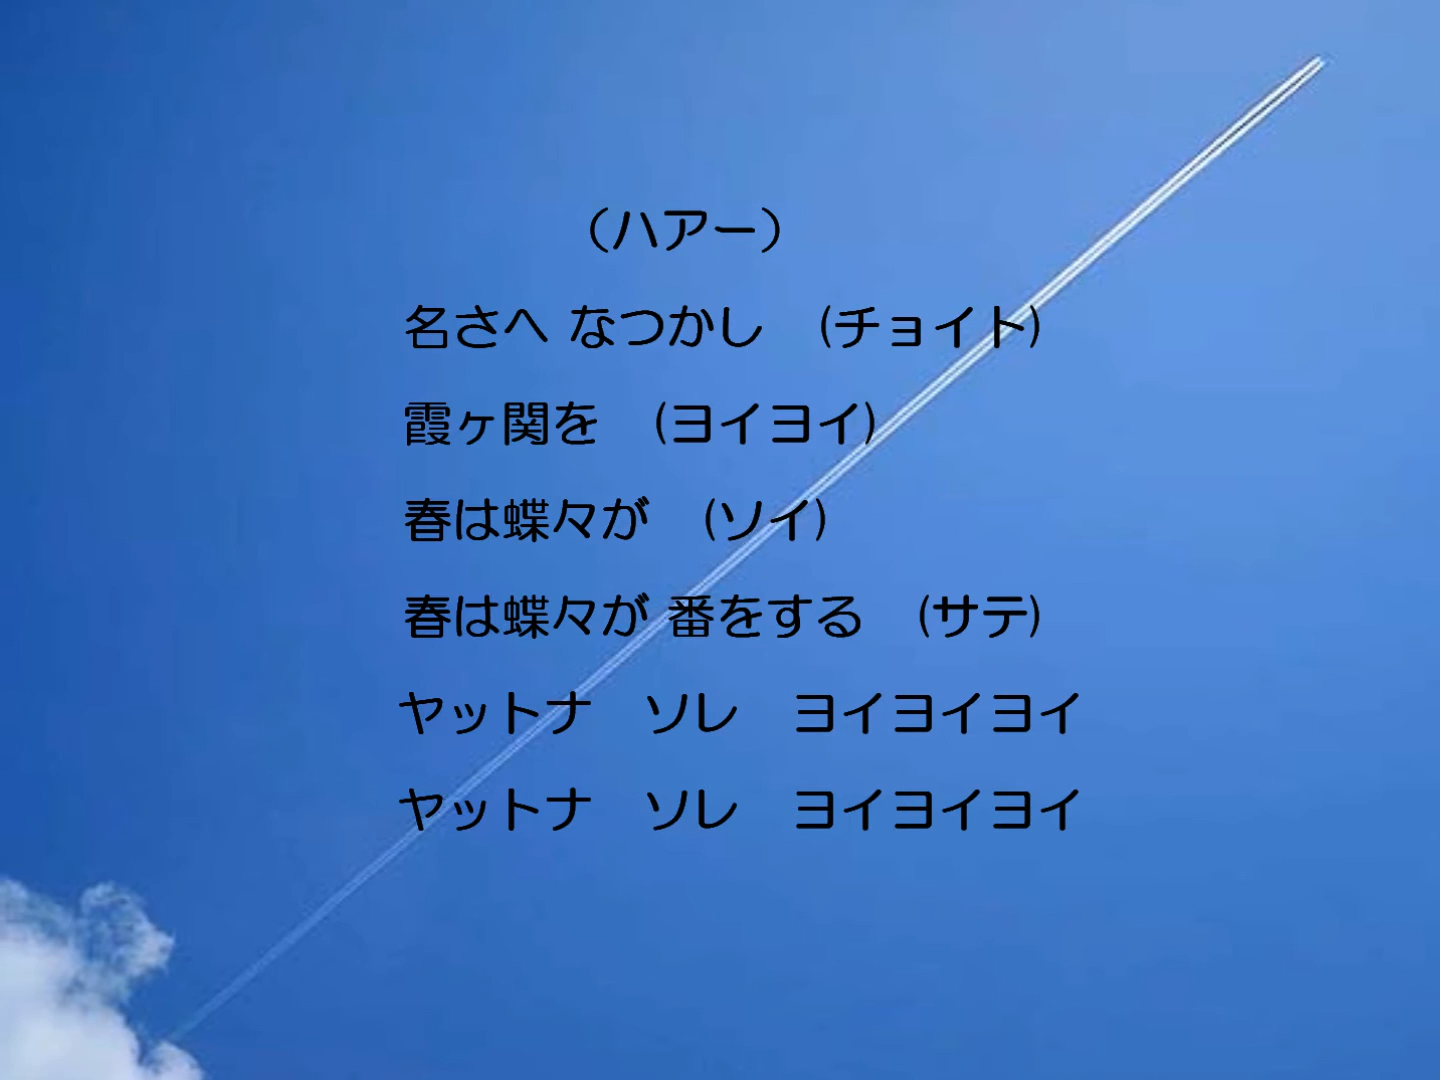 （ハアー）
名さへ なつかし　(チョイト)
霞ヶ関を　(ヨイヨイ)
春は蝶々が　(ソイ)
春は蝶々が 番をする　(サテ)
ヤットナ　ソレ　ヨイヨイヨイ
ヤットナ　ソレ　ヨイヨイヨイ